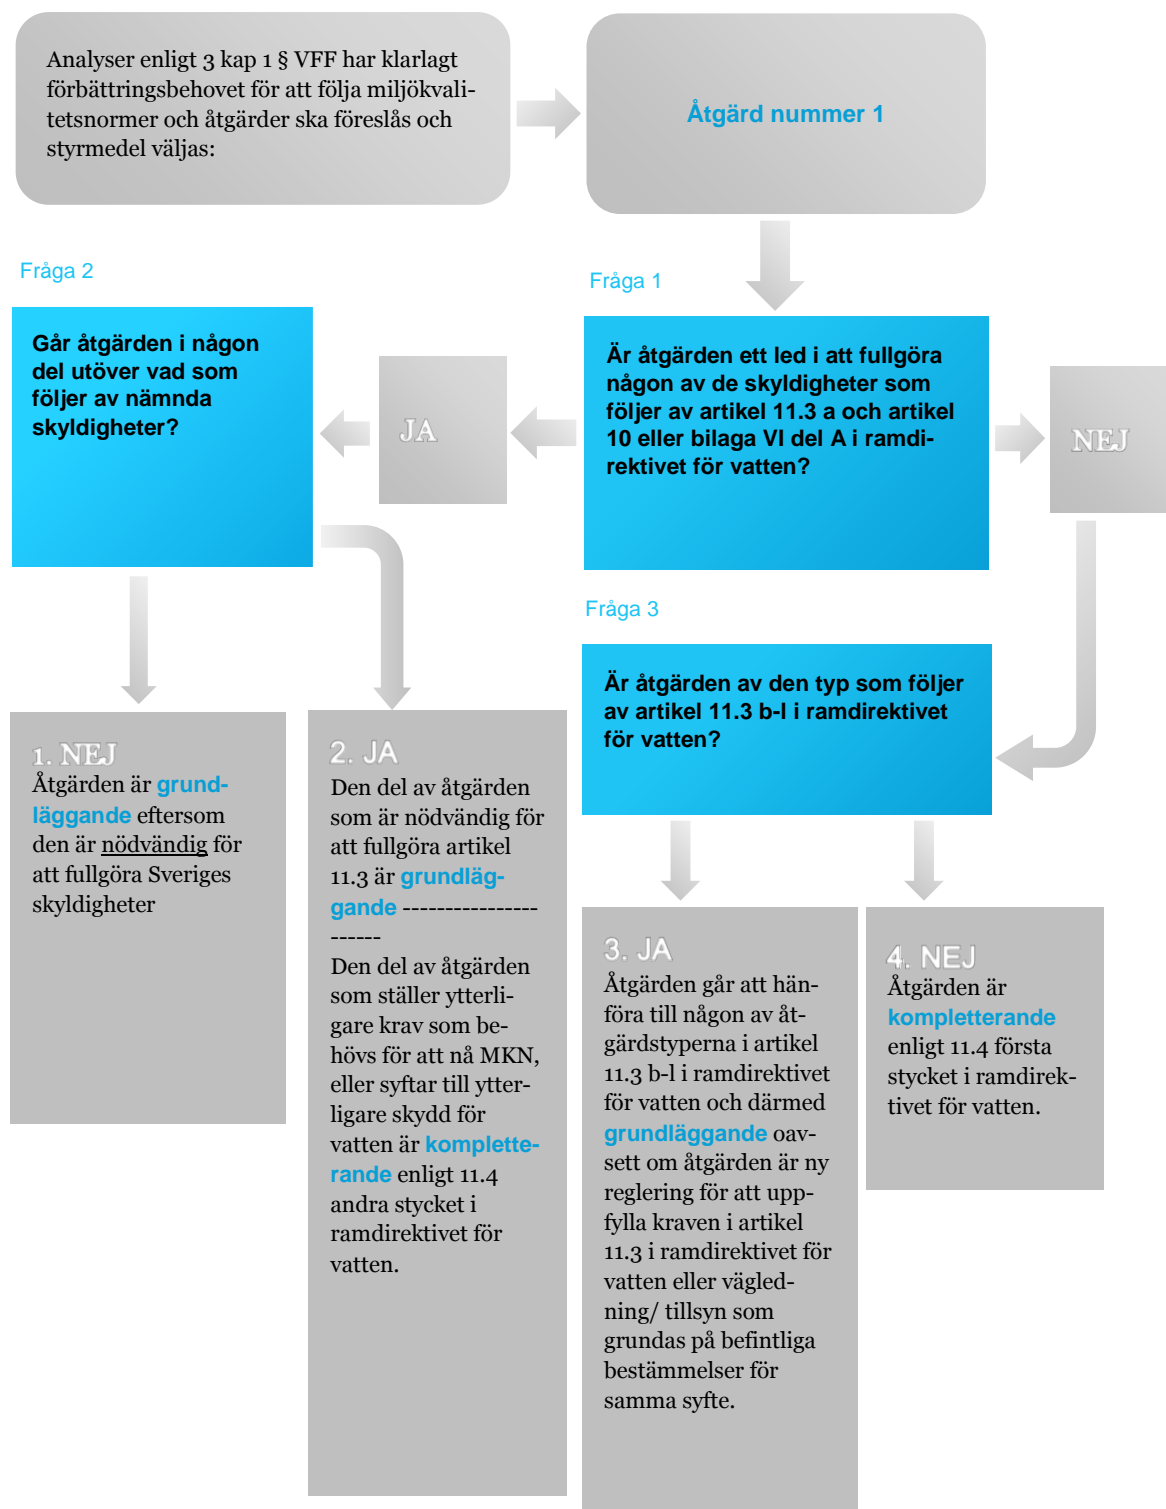 Analyser enligt 3 kap 1 § VFF har klarlagt
förbättringsbehovet för att följa miljökvali-
tetsnormer och åtgärder ska föreslås och
styrmedel väljas:
Åtgärd nummer 1
Fråga 1
Är åtgärden ett led i att fullgöra
någon av de skyldigheter som
följer av artikel 11.3 a och artikel
10 eller bilaga VI del A i ramdi-
rektivet för vatten?
JA
NEJ
Fråga 2
Går åtgärden i någon
del utöver vad som
följer av nämnda
skyldigheter?
Fråga 3
Är åtgärden av den typ som följer
av artikel 11.3 b-l i ramdirektivet
för vatten?
1. NEJ
Åtgärden är grund-
läggande eftersom
den är nödvändig för
att fullgöra Sveriges
skyldigheter
2. JA
Den del av åtgärden
som är nödvändig för
att fullgöra artikel
11.3 är grundläg-
gande ----------------
------
Den del av åtgärden
som ställer ytterli-
gare krav som be-
hövs för att nå MKN,
eller syftar till ytter-
ligare skydd för
vatten är komplette-
rande enligt 11.4
andra stycket i
ramdirektivet för
vatten.
3. JA
Åtgärden går att hän-
föra till någon av åt-
gärdstyperna i artikel
11.3 b-l i ramdirektivet
för vatten och därmed
grundläggande oav-
sett om åtgärden är ny
reglering för att upp-
fylla kraven i artikel
11.3 i ramdirektivet för
vatten eller vägled-
ning/ tillsyn som
grundas på befintliga
bestämmelser för
samma syfte.
4. NEJ
Åtgärden är
kompletterande
enligt 11.4 första
stycket i ramdirek-
tivet för vatten.